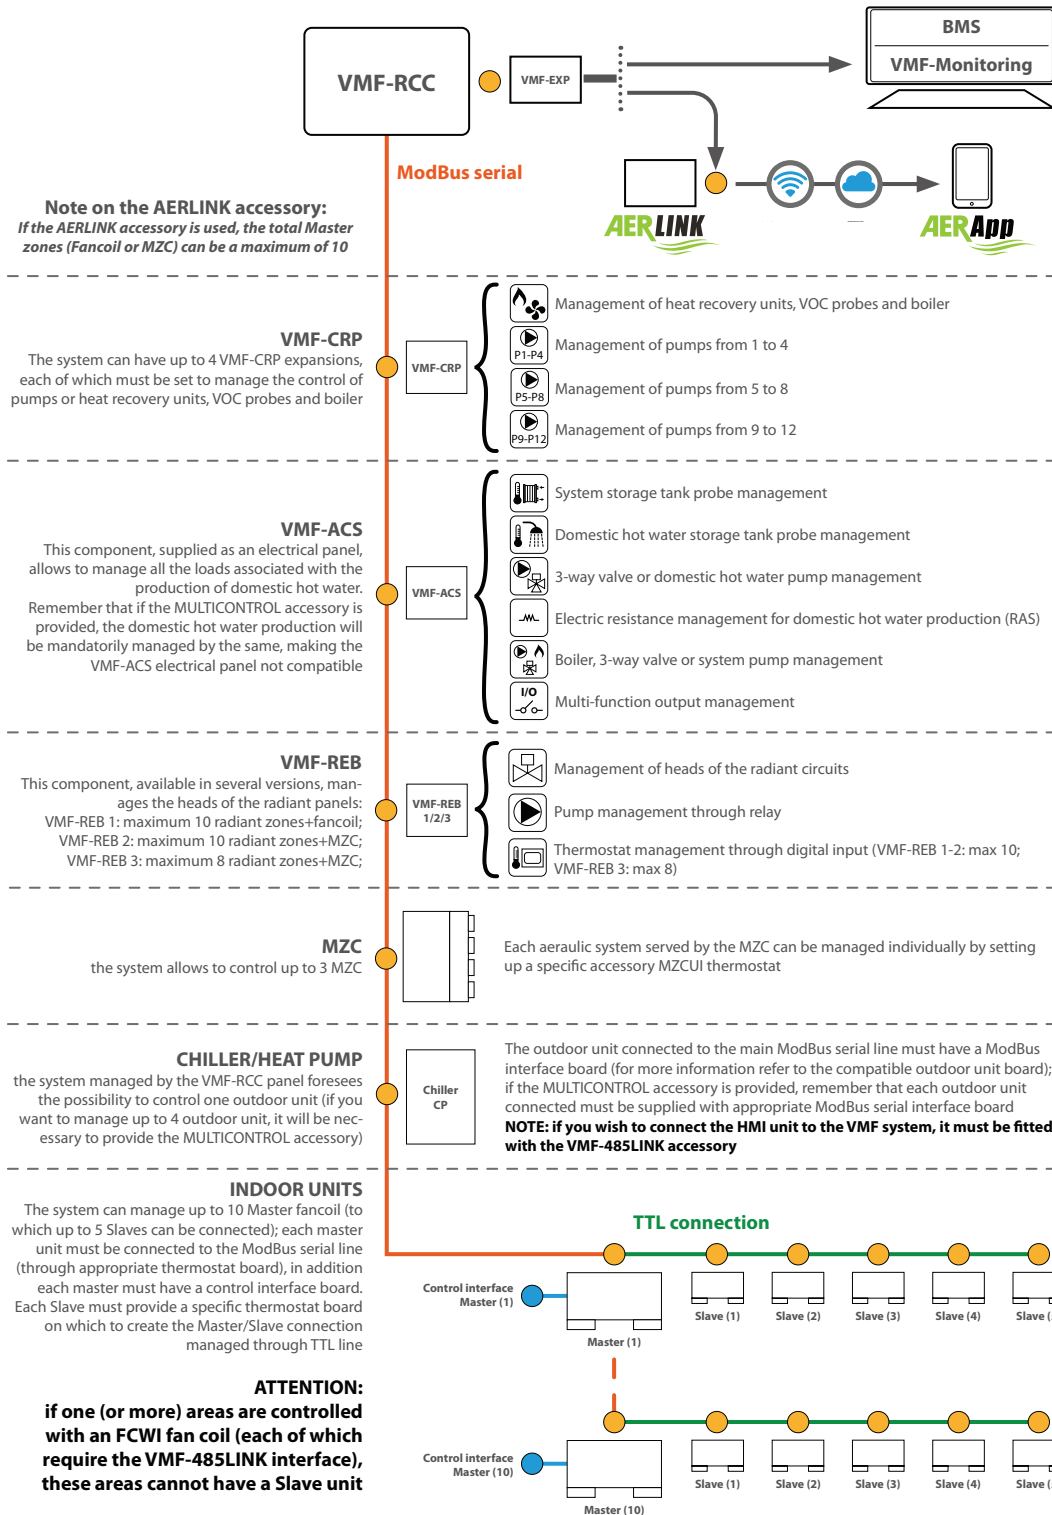 BMS
VMF-RCC
VMF-EXP
VMF-Monitoring
ModBus serial
Note on the AERLINK accessory:
If the AERLINK accessory is used, the total Master
zones (Fancoil or MZC) can be a maximum of 10
AERLINK
AERApp
VMF-CRP
The system can have up to 4 VMF-CRP expansions,
each of which must be set to manage the control of
pumps or heat recovery units, VOC probes and boiler
VMF-CRP
Management of heat recovery units, VOC probes and boiler
P1-P4
Management of pumps from 1 to 4
P5-P8
Management of pumps from 5 to 8
P9-P12
Management of pumps from 9 to 12
VMF-ACS
This component, supplied as an electrical panel,
allows to manage all the loads associated with the
production of domestic hot water.
Remember that if the MULTICONTROL accessory is
provided, the domestic hot water production will
be mandatorily managed by the same, making the
VMF-ACS electrical panel not compatible
VMF-ACS
System storage tank probe management
Domestic hot water storage tank probe management
3-way valve or domestic hot water pump management
Electric resistance management for domestic hot water production (RAS)
Boiler, 3-way valve or system pump management
I/O
Multi-function output management
VMF-REB
This component, available in several versions, man-
ages the heads of the radiant panels:
VMF-REB 1: maximum 10 radiant zones+fancoil;
VMF-REB 2: maximum 10 radiant zones+MZC;
VMF-REB 3: maximum 8 radiant zones+MZC;
VMF-REB
1/2/3
Management of heads of the radiant circuits
Pump management through relay
Thermostat management through digital input (VMF-REB 1-2: max 10;
VMF-REB 3: max 8)
MZC
the system allows to control up to 3 MZC
Each aeraulic system served by the MZC can be managed individually by setting
up a specific accessory MZCUI thermostat
CHILLER/HEAT PUMP
the system managed by the VMF-RCC panel foresees
the possibility to control one outdoor unit (if you
want to manage up to 4 outdoor unit, it will be nec-
essary to provide the MULTICONTROL accessory)
Chiller
CP
The outdoor unit connected to the main ModBus serial line must have a ModBus
interface board (for more information refer to the compatible outdoor unit board);
if the MULTICONTROL accessory is provided, remember that each outdoor unit
connected must be supplied with appropriate ModBus serial interface board
NOTE: if you wish to connect the HMI unit to the VMF system, it must be fitted
with the VMF-485LINK accessory
INDOOR UNITS
The system can manage up to 10 Master fancoil (to
which up to 5 Slaves can be connected); each master
unit must be connected to the ModBus serial line
(through appropriate thermostat board), in addition
each master must have a control interface board.
Each Slave must provide a specific thermostat board
on which to create the Master/Slave connection
managed through TTL line
TTL connection
Control interface
Master (1)
Master (1)
Slave (1)
Slave (2)
Slave (3)
Slave (4)
Slave (
ATTENTION:
if one (or more) areas are controlled
with an FCWI fan coil (each of which
require the VMF-485LINK interface),
these areas cannot have a Slave unit
Control interface
Master (10)
Master (10)
Slave (1)
Slave (2)
Slave (3)
Slave (4)
Slave (